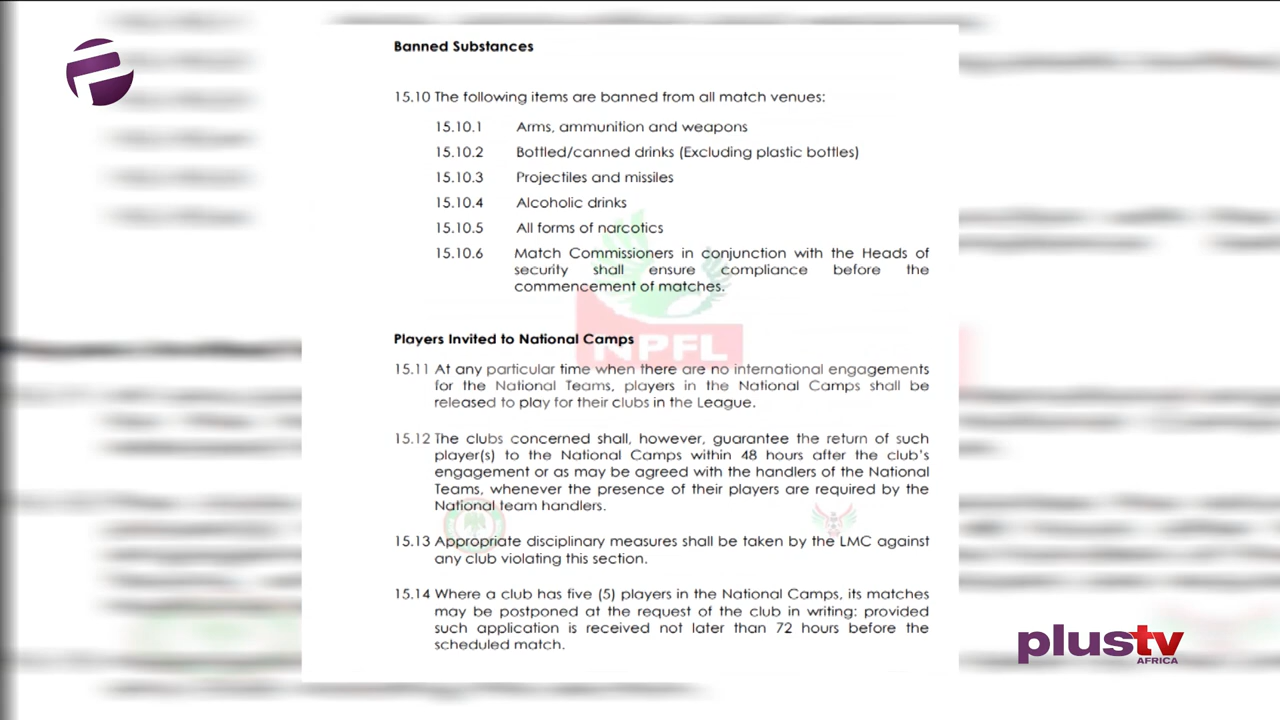 Banned Substances
15.10 The following items are banned from all match venues:
15.10.1 Arms, ammunition and weapons
15.10.2 Bottled/canned drinks (Excluding plastic bottles)
15.10.3 Projectiles and missiles
15.10.4 Alcoholic drinks
15.10.5 All forms of narcotics
15.10.6 Match Commissioners in conjunction with the Heads of
security shall ensure compliance before the
commencement of matches.
NPFL
Players Invited to National Camps
15.11 At any particular time when there are no international engagements
for the National Teams, players in the National Camps shall be
released to play for their clubs in the League.
15.12 The clubs concerned shall, however, guarantee the return of such
player(s) to the National Camps within 48 hours after the club's
engagement or as may be agreed with the handlers of the National
Teams, whenever the presence of their players are required by the
National team handlers.
15.13 Appropriate disciplinary measures shall be taken by the LMC against
any club violating this section.
15.14 Where a club has five (5) players in the National Camps, its matches
may be postponed at the request of the club in writing: provided
such application is received not later than 72 hours before the
scheduled match.
plustv
AFRICA